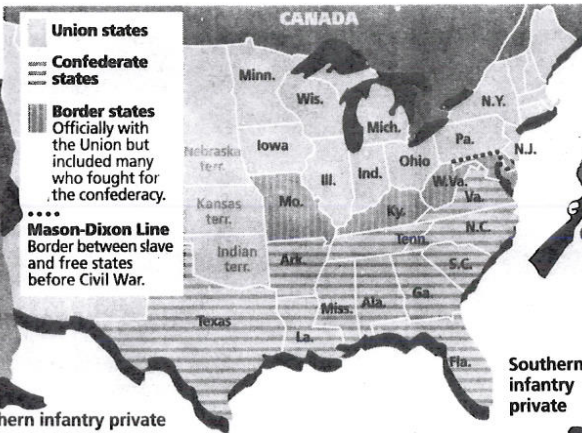 CANADA
Union states
Confederate
states
Border states
Officially with
the Union but
included many
who fought for
the confederacy.
Mason-Dixon Line
Border between slave
and free states
before Civil War.
Minn.
Wis.
Mich.
N.Y.
Iowa
Ill.
Ind.
Ohio
Pa.
N.J.
Nebraska
terr.
Kansas
terr.
Indian
terr.
Mo.
Ky.
W.Va.
Va.
Tenn.
N.C.
S.C.
Ark.
Miss.
Ala.
Ga.
Texas
La.
Fla.
hern infantry private
Southern
infantry
private